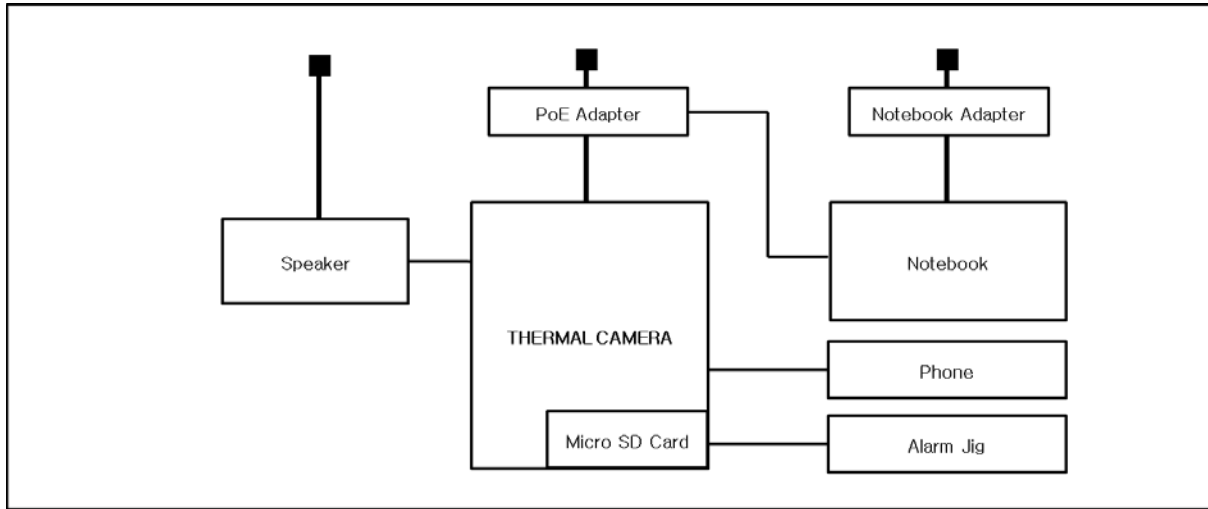 PoE Adapter
Notebook Adapter
Speaker
Notebook
THERMAL CAMERA
Phone
Micro SD Card
Alarm Jig